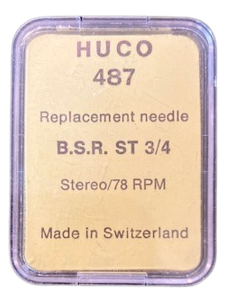 HUCO
487
Replacement needle
B.S.R. ST 3/4
Stereo/78 RPM
Made in Switzerland